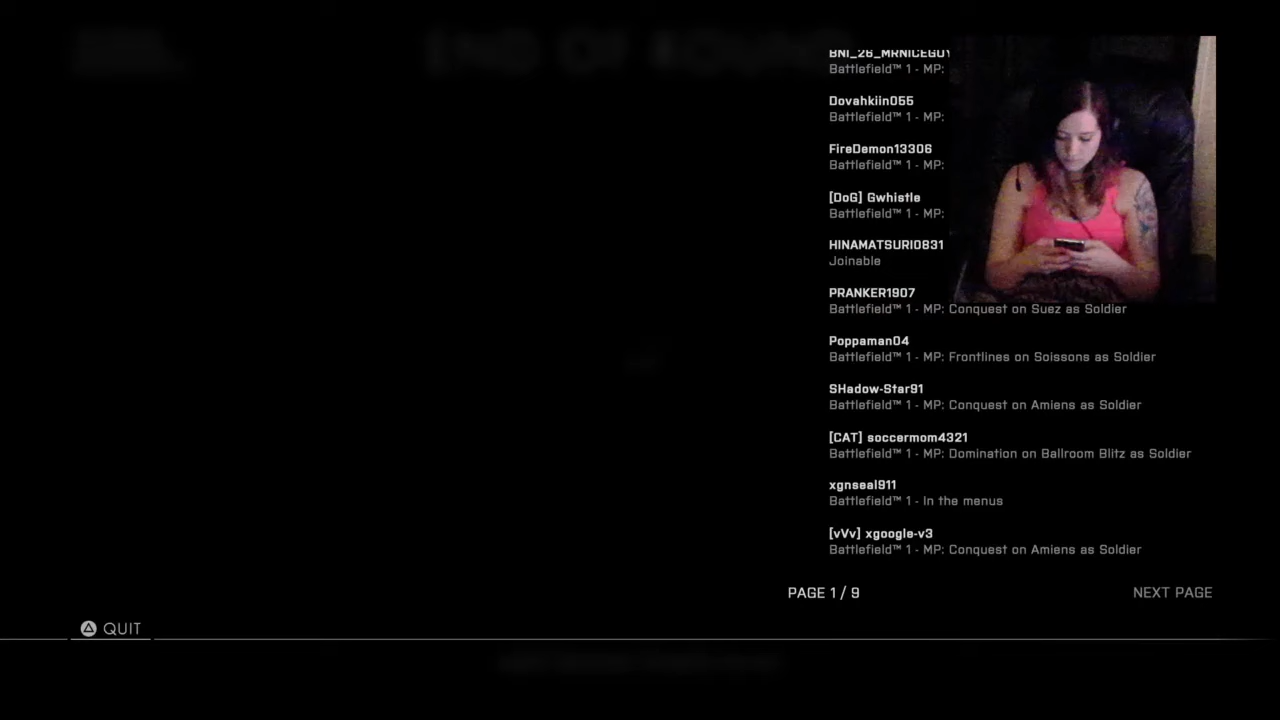 END OF ROUND
BNI_28_MRNICEGUY
Battlefield™ 1 - MP:
Dovahkiin055
Battlefield™ 1 - MP:
FireDemon13306
Battlefield™ 1 - MP:
[DoG] Gwhistle
Battlefield™ 1 - MP:
HINAMATSURI0831
Joinable
PRANKER1907
Battlefield™ 1 - MP: Conquest on Suez as Soldier
Poppaman04
Battlefield™ 1 - MP: Frontlines on Soissons as Soldier
SHadow-Star91
Battlefield™ 1 - MP: Conquest on Amiens as Soldier
[CAT] soccermom4321
Battlefield™ 1 - MP: Domination on Ballroom Blitz as Soldier
xgnseal911
Battlefield™ 1 - In the menus
[vVv] xgoogle-v3
Battlefield™ 1 - MP: Conquest on Amiens as Soldier
PAGE 1 / 9
NEXT PAGE
QUIT